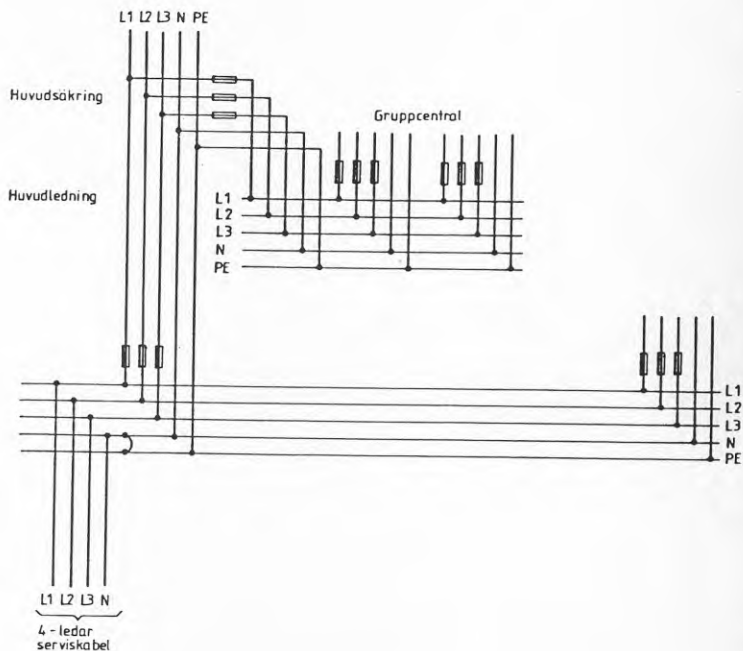 L1 L2 L3 N PE
Huvudsäkring
Gruppcentral
Huvudledning
L1
L2
L3
N
PE
L1
L2
L3
N
PE
L1 L2 L3 N
4-ledar
serviskabel